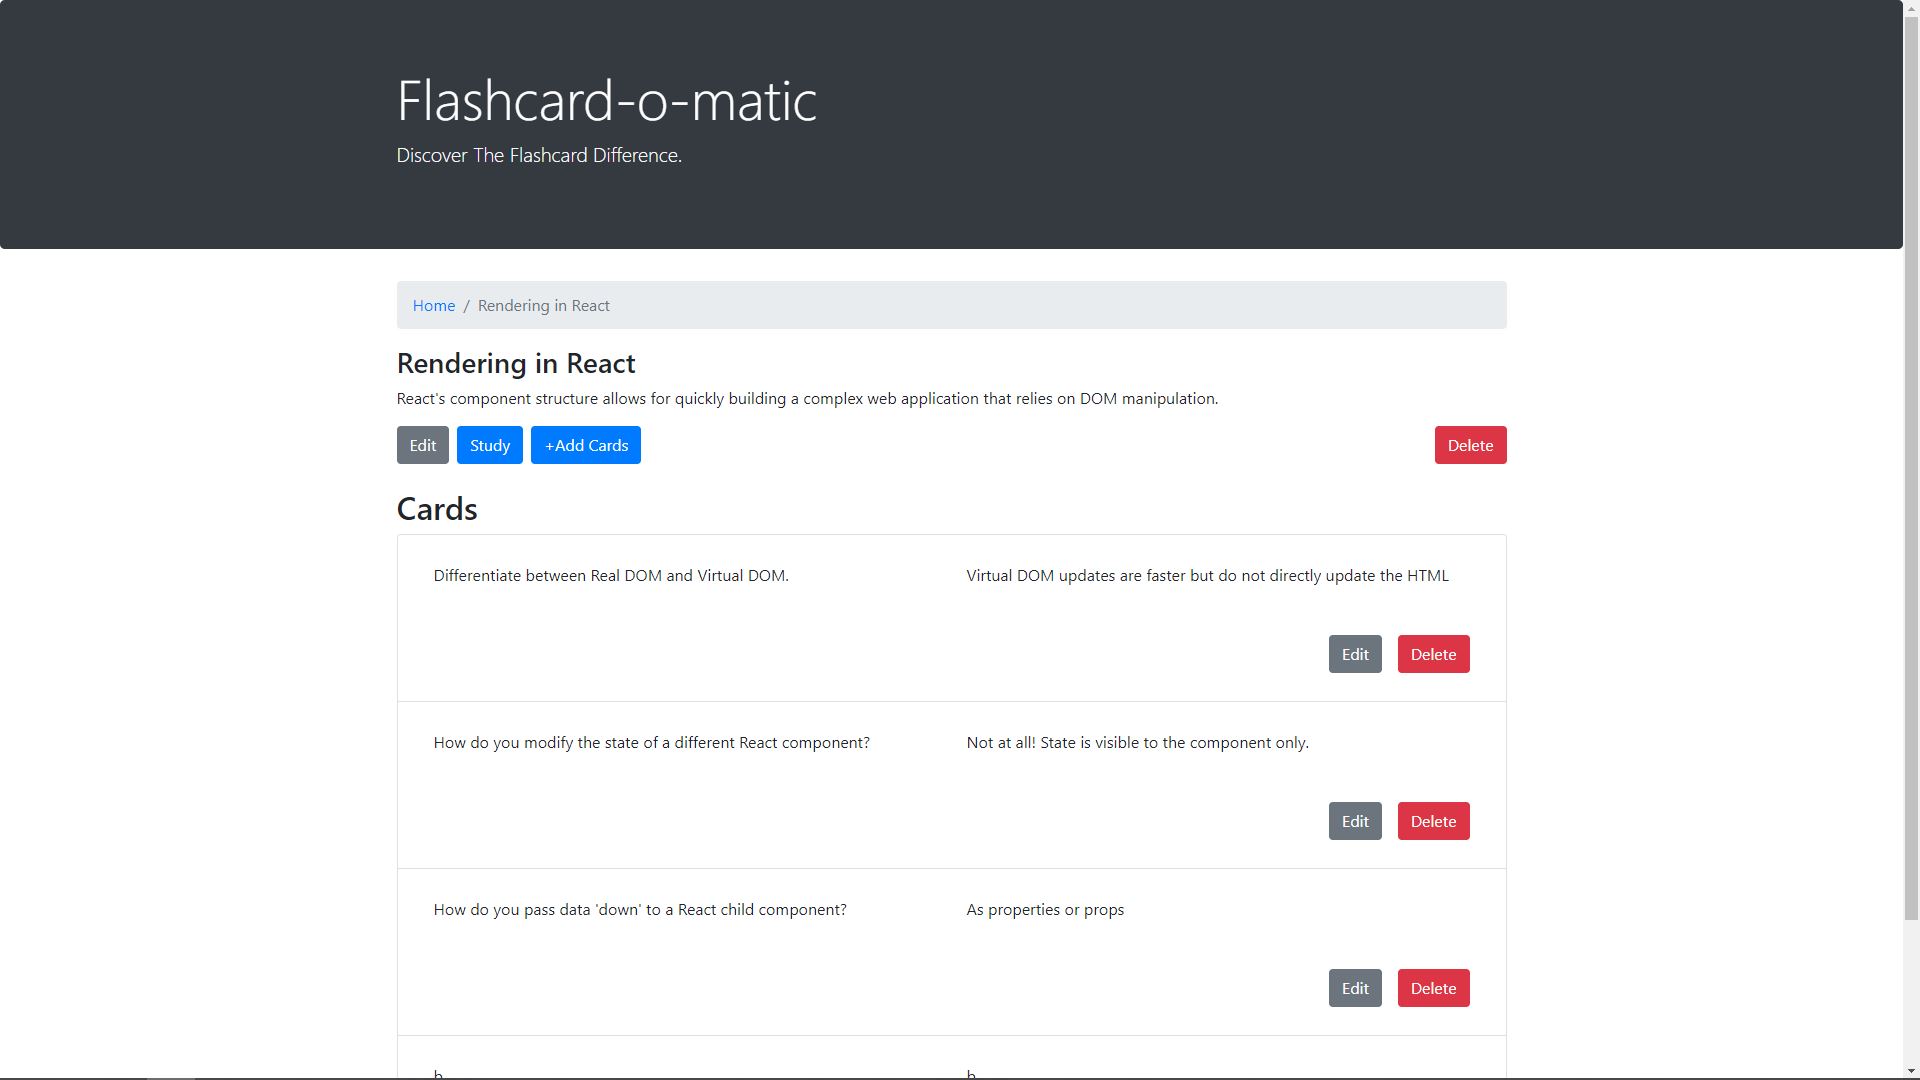 Flashcard-o-matic
Discover The Flashcard Difference.
Home / Rendering in React
Rendering in React
React's component structure allows for quickly building a complex web application that relies on DOM manipulation.
Edit Study +Add Cards Delete
Cards
Differentiate between Real DOM and Virtual DOM. Virtual DOM updates are faster but do not directly update the HTML
Edit Delete
How do you modify the state of a different React component? Not at all! State is visible to the component only.
Edit Delete
How do you pass data 'down' to a React child component? As properties or props
Edit Delete